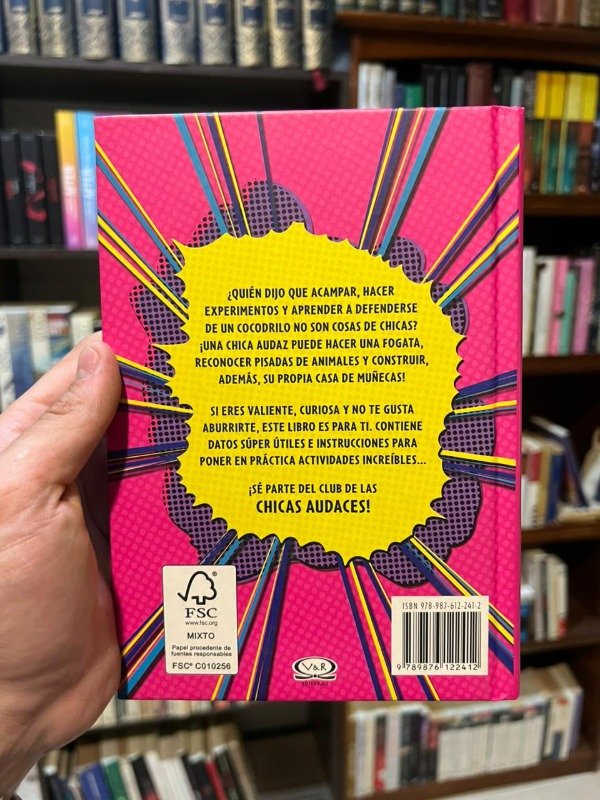 ¿QUIÉN DIJO QUE ACAMPAR, HACER
EXPERIMENTOS Y APRENDER A DEFENDERSE
DE UN COCODRILO NO SON COSAS DE CHICAS?
¡UNA CHICA AUDAZ PUEDE HACER UNA FOGATA,
RECONOCER PISADAS DE ANIMALES Y CONSTRUIR,
ADEMÁS, SU PROPIA CASA DE MUÑECAS!
SI ERES VALIENTE, CURIOSA Y NO TE GUSTA
ABURRIRTE, ESTE LIBRO ES PARA TI. CONTIENE
DATOS SÚPER ÚTILES E INSTRUCCIONES PARA
PONER EN PRÁCTICA ACTIVIDADES INCREÍBLES...
¡SÉ PARTE DEL CLUB DE LAS
CHICAS AUDACES!
FSC
www.fsc.org
MIXTO
Papel procedente de
fuentes responsables
FSC® C010256
V&R
EDITORAS
ISBN 978-987-612-241-2
9 789876 122412